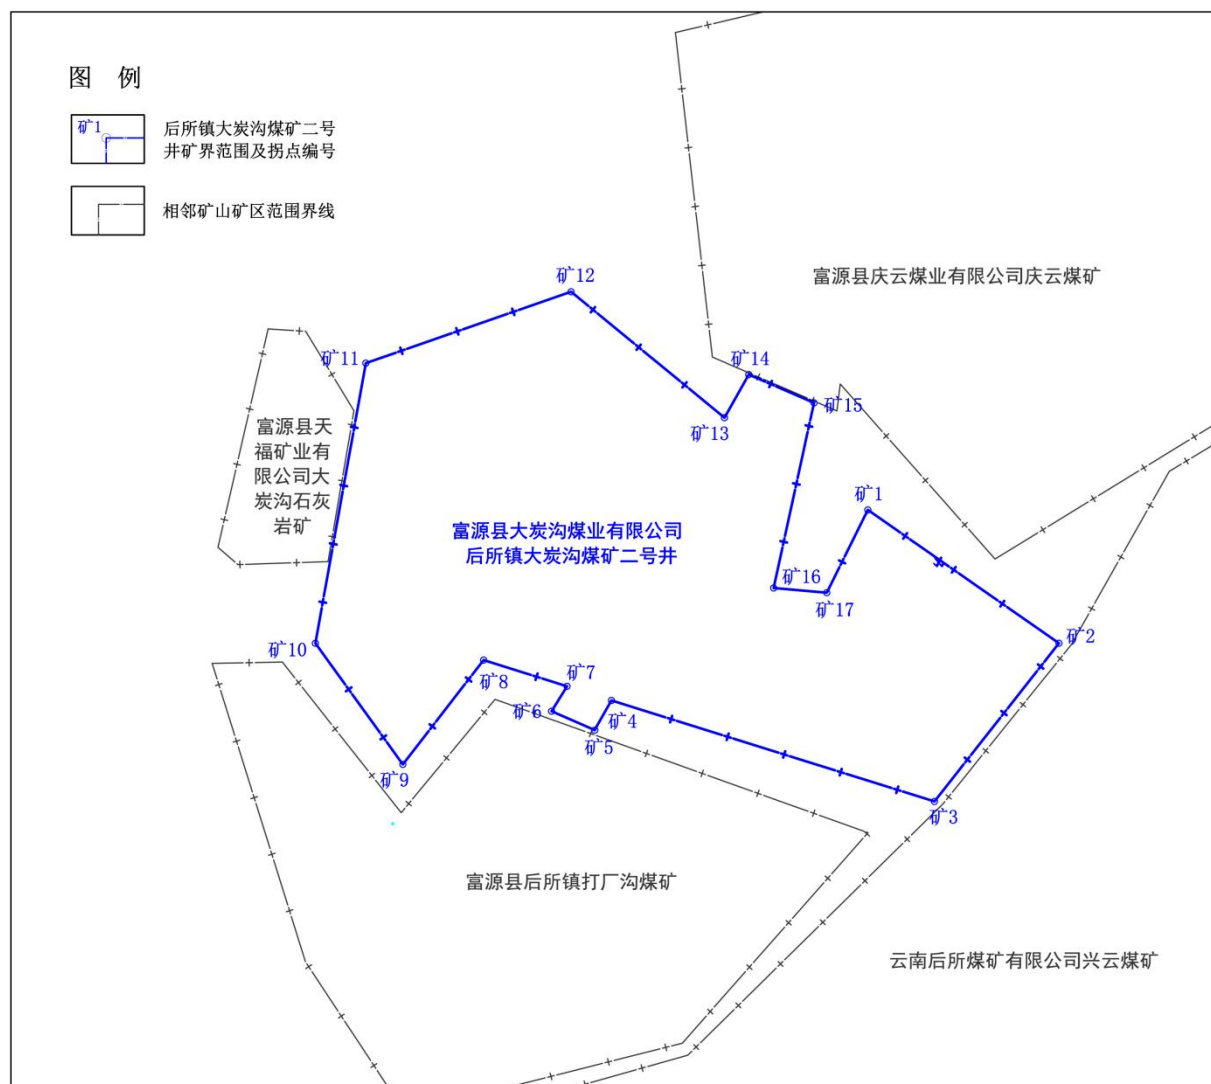 图 例
矿1
后所镇大炭沟煤矿二号
井矿界范围及拐点编号
相邻矿山矿区范围界线
矿12
富源县庆云煤业有限公司庆云煤矿
矿11
矿14
矿15
矿13
富源县天
福矿业有
限公司大
炭沟石灰
岩矿
矿1
富源县大炭沟煤业有限公司
后所镇大炭沟煤矿二号井
矿16
矿17
矿2
矿10
矿8
矿7
矿6
矿4
矿5
矿9
矿3
富源县后所镇打厂沟煤矿
云南后所煤矿有限公司兴云煤矿